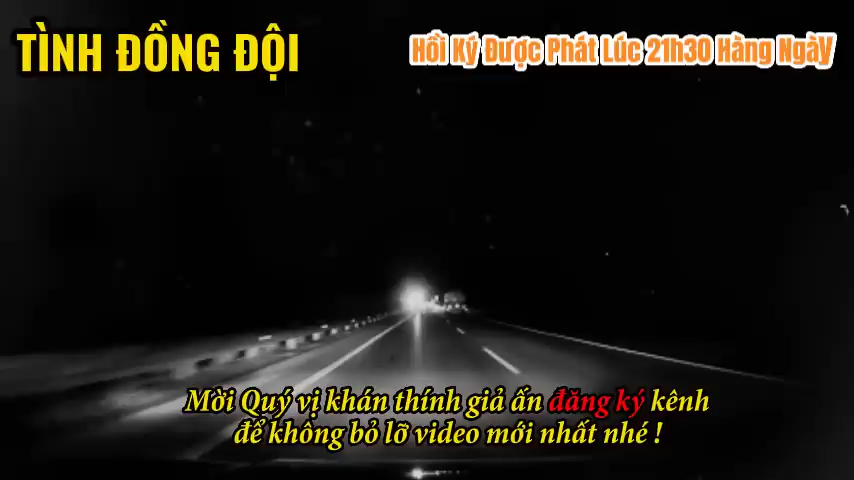 TÌNH ĐỒNG ĐỘI
Hồi Ký Được Phát Lúc 21h30 Hàng NgàY
Mời Quý vị khán thính giả ấn đăng ký kênh
để không bỏ lỡ video mới nhất nhé !